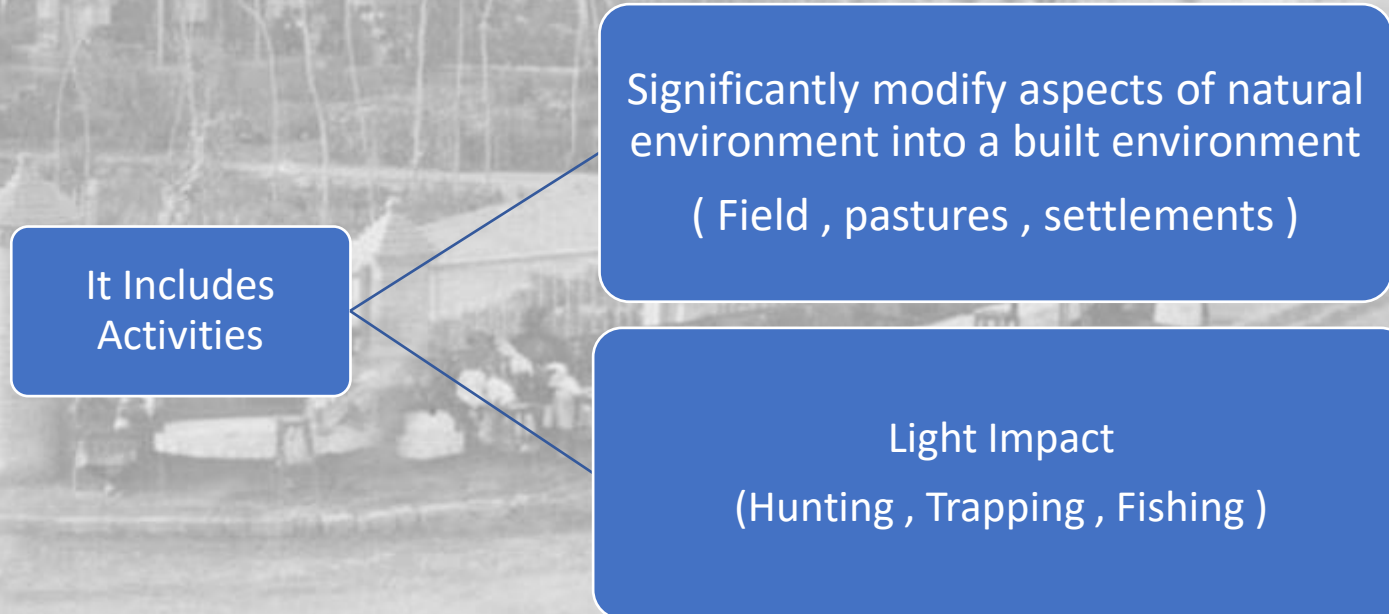 It Includes
Activities
Significantly modify aspects of natural
environment into a built environment
( Field , pastures , settlements )
Light Impact
(Hunting , Trapping , Fishing )